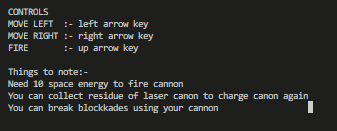 CONTROLS
MOVE LEFT :- left arrow key
MOVE RIGHT :- right arrow key
FIRE :- up arrow key
Things to note:-
Need 10 space energy to fire cannon
You can collect residue of laser canon to charge canon again
You can break blockkades using your cannon